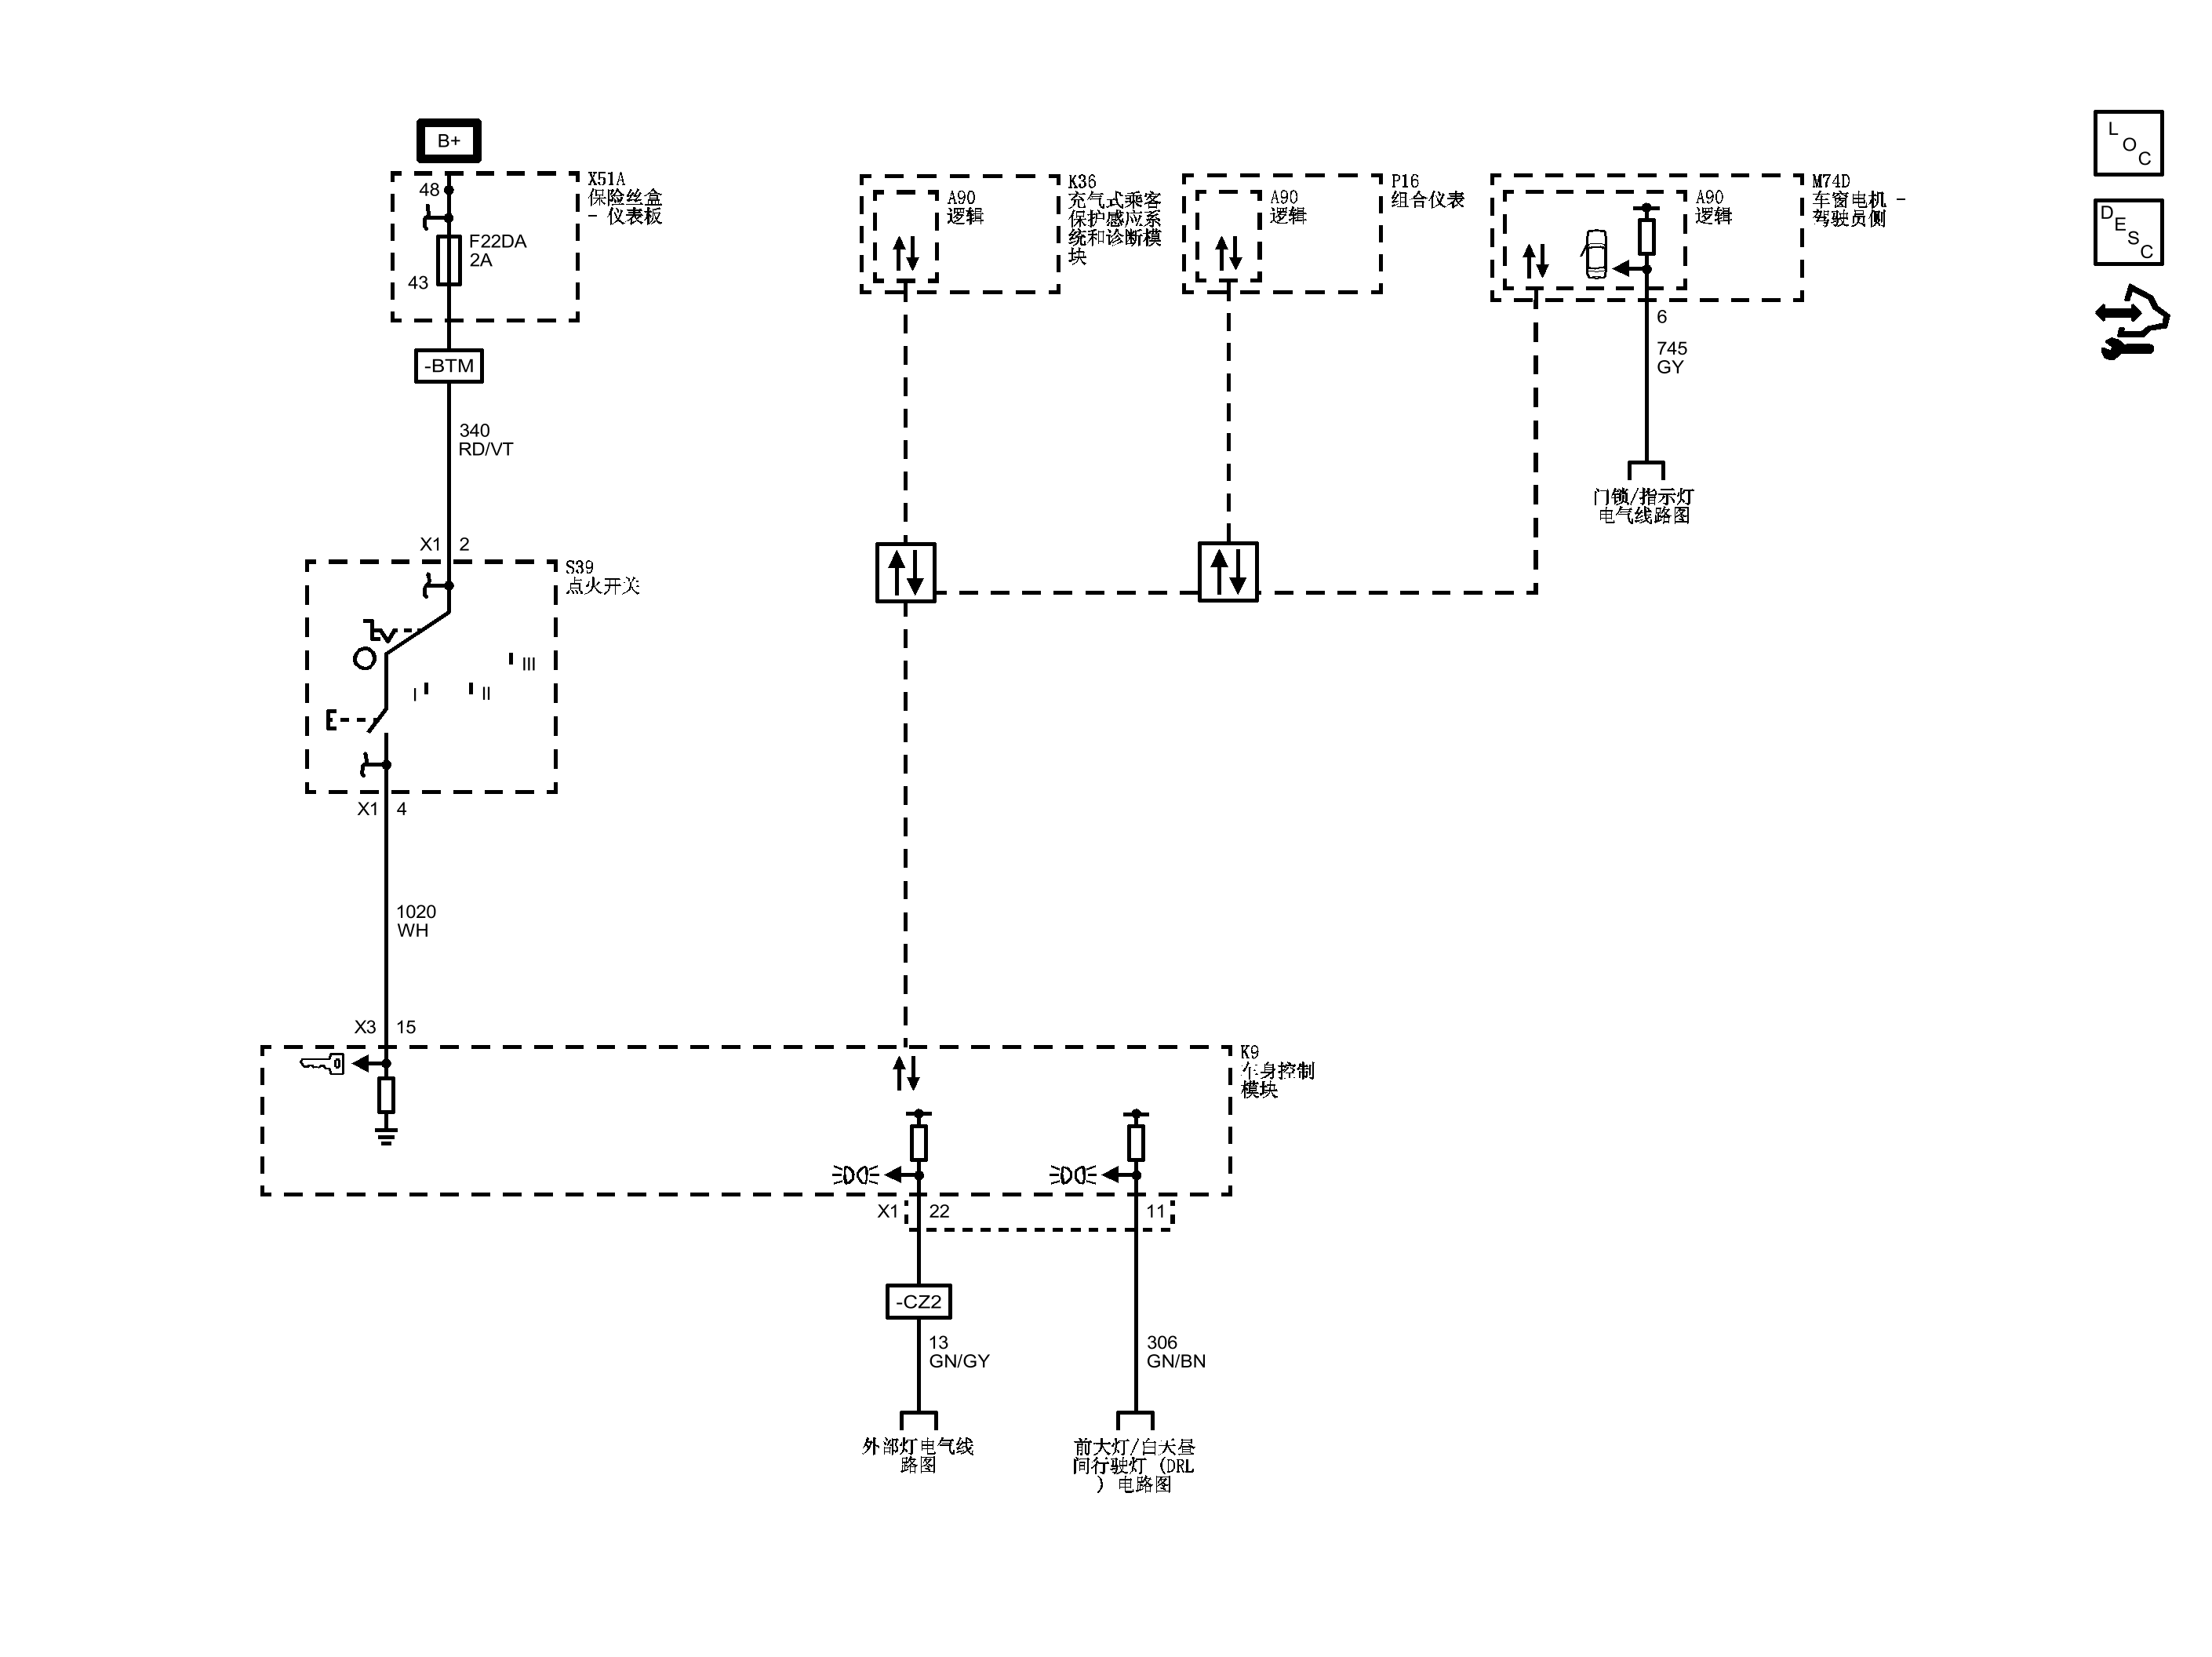 B+
X51A
保险丝盒
- 仪表板
48
F22DA
2A
43
-BTM
340
RD/VT
X1 2
S39
点火开关
I
II
III
X1 4
1020
WH
X3 15
K36
充气式乘客
保护感应系
统和诊断模
块
A90
逻辑
P16
组合仪表
A90
逻辑
M74D
车窗电机 -
驾驶员侧
A90
逻辑
6
745
GY
门锁/指示灯
电气线路图
L
O
C
D
E
S
C
K9
车身控制
模块
X1 22
11
-CZ2
13
GN/GY
306
GN/BN
外部灯电气线
路图
前大灯/白天昼
间行驶灯 (DRL
) 电路图